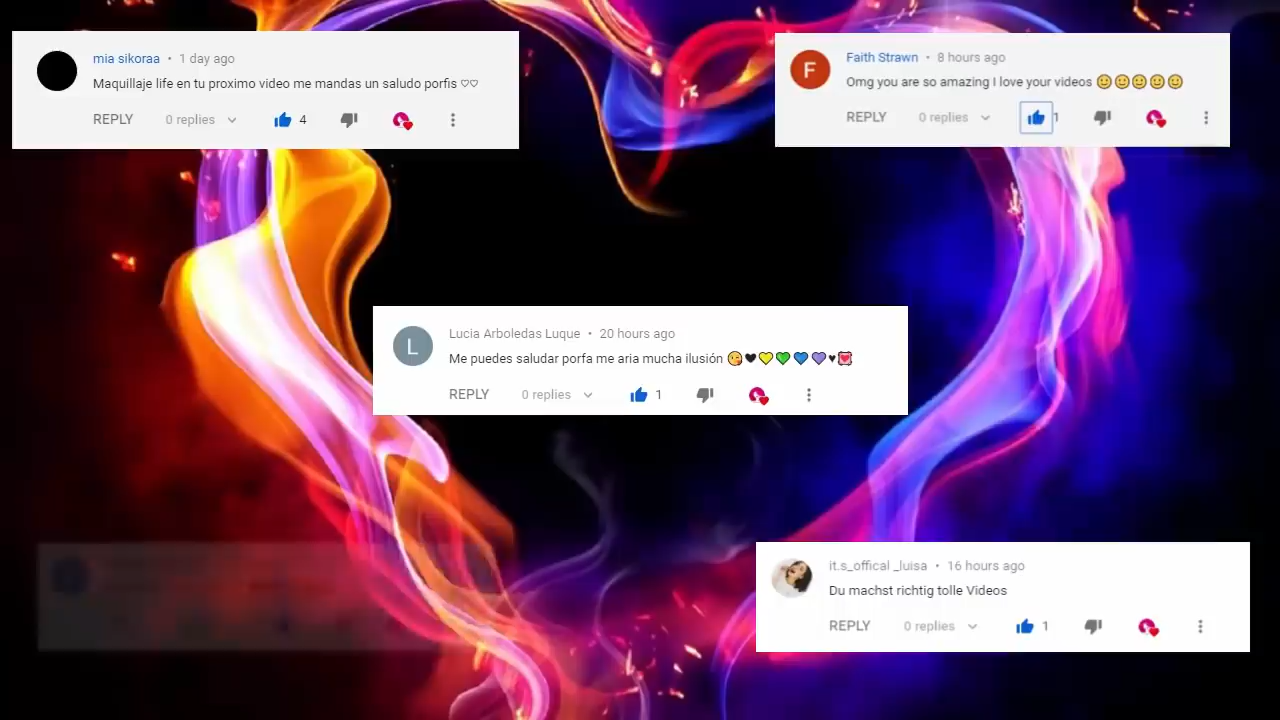 mia sikoraa • 1 day ago
Maquillaje life en tu proximo video me mandas un saludo porfis ♡♡
REPLY 0 replies 4
F
Faith Strawn • 8 hours ago
Omg you are so amazing I love your videos 😊😊😊😊😊
REPLY 0 replies 1
L
Lucia Arboledas Luque • 20 hours ago
Me puedes saludar porfa me aria mucha ilusión 😘🖤💛💚💙💜♥💟
REPLY 0 replies 1
it.s_offical _luisa • 16 hours ago
Du machst richtig tolle Videos
REPLY 0 replies 1